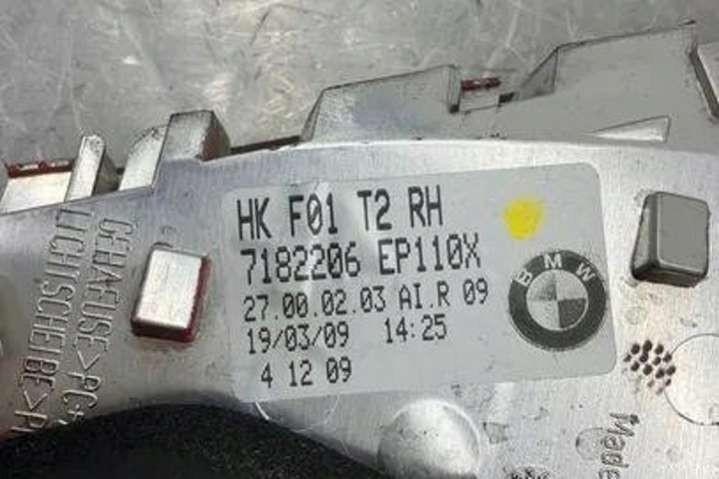 HK F01 T2 RH
7182206 EP110X
27.00.02.03 AI.R 09
19/03/09 14:25
4 12 09
BMW
GEHAEUSE>PC+
LICHTSCHEIBE>P
Made